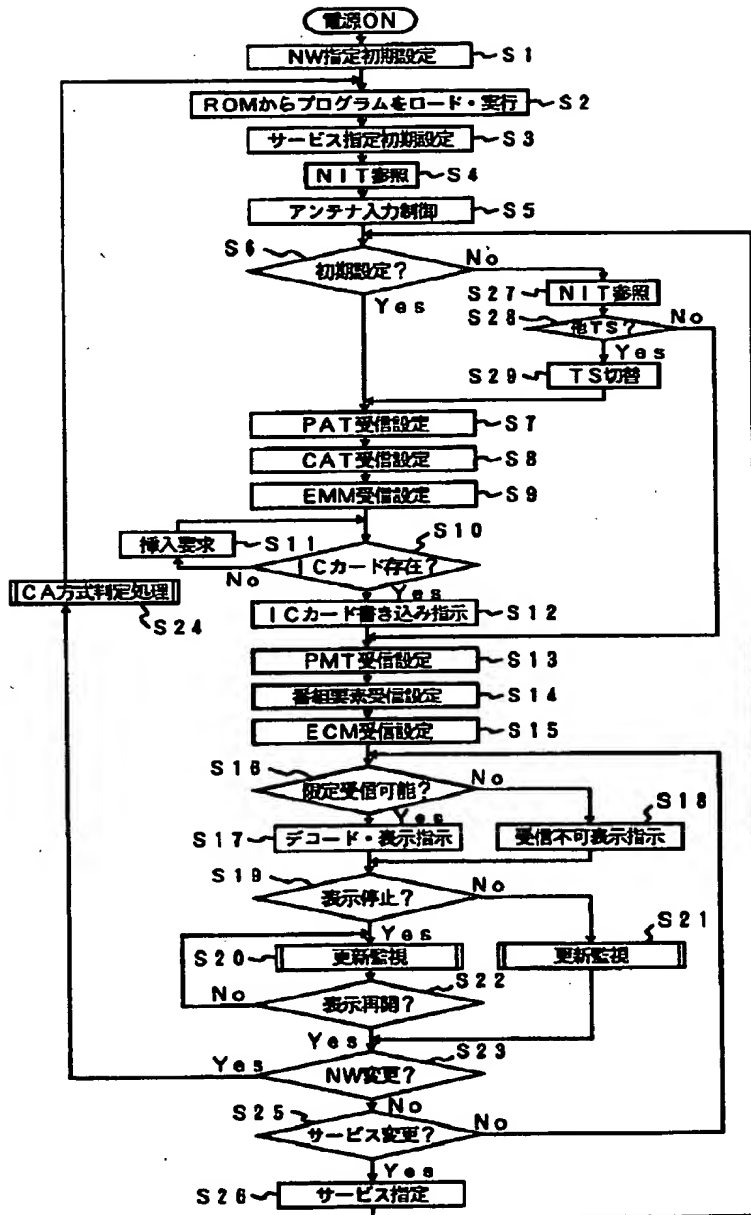 電源ON
NW指定初期設定 S1
ROMからプログラムをロード・実行 S2
サービス指定初期設定 S3
NIT参照 S4
アンテナ入力制御 S5
S6 初期設定? No
Yes
S27 NIT参照
S28 他TS? No
Yes
S29 TS切替
PAT受信設定 S7
CAT受信設定 S8
EMM受信設定 S9
S10
挿入要求 S11
ICカード存在?
No
Yes
CA方式判定処理 S24
ICカード書き込み指示 S12
PMT受信設定 S13
番組要素受信設定 S14
ECM受信設定 S15
S16 限定受信可能? No
Yes
S17 デコード・表示指示
受信不可表示指示 S18
S19 表示停止? No
Yes
S20 更新監視
更新監視 S21
S22
No 表示再開?
Yes
S23
Yes NW変更?
No
S25 サービス変更? No
Yes
S26 サービス指定